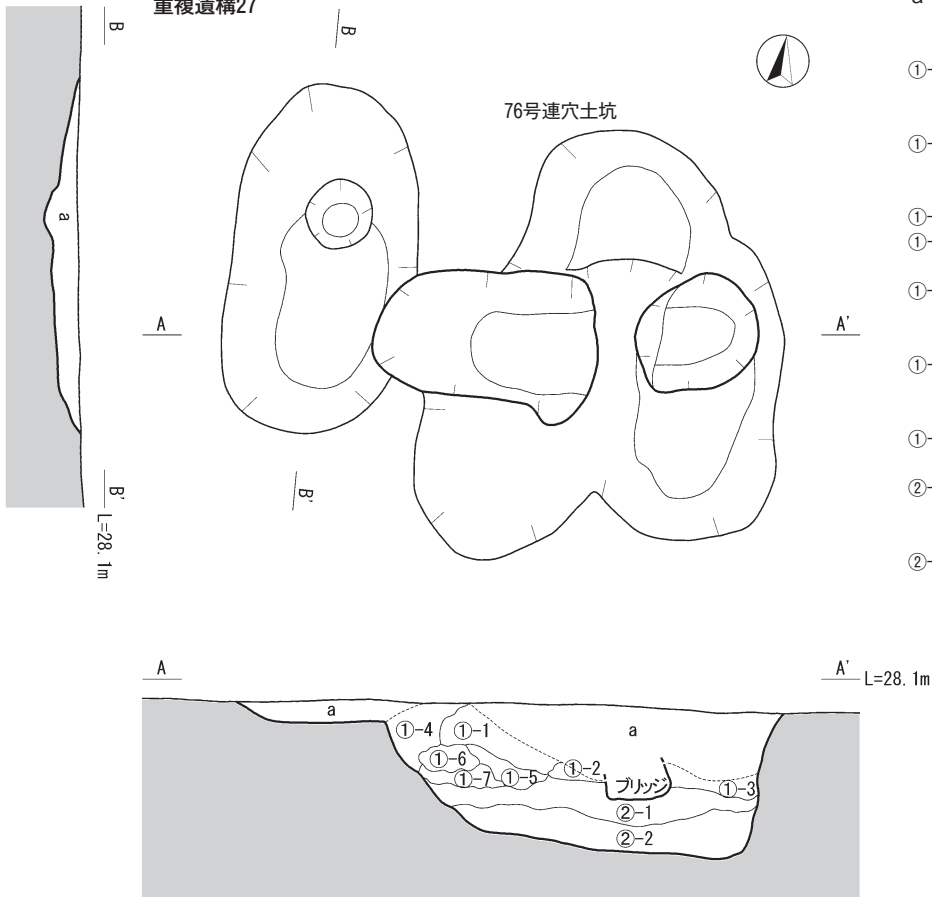 重複遺構27
a
B
B
76号連穴土坑
①-
①-
①-
①-
①-
①-
①-
②-
②-
a
A
A'
B'
B'
L=28.1m
A
A'
L=28.1m
a
①-4
①-1
a
①-6
①-2
①-7
①-5
ブリッジ
①-3
②-1
②-2